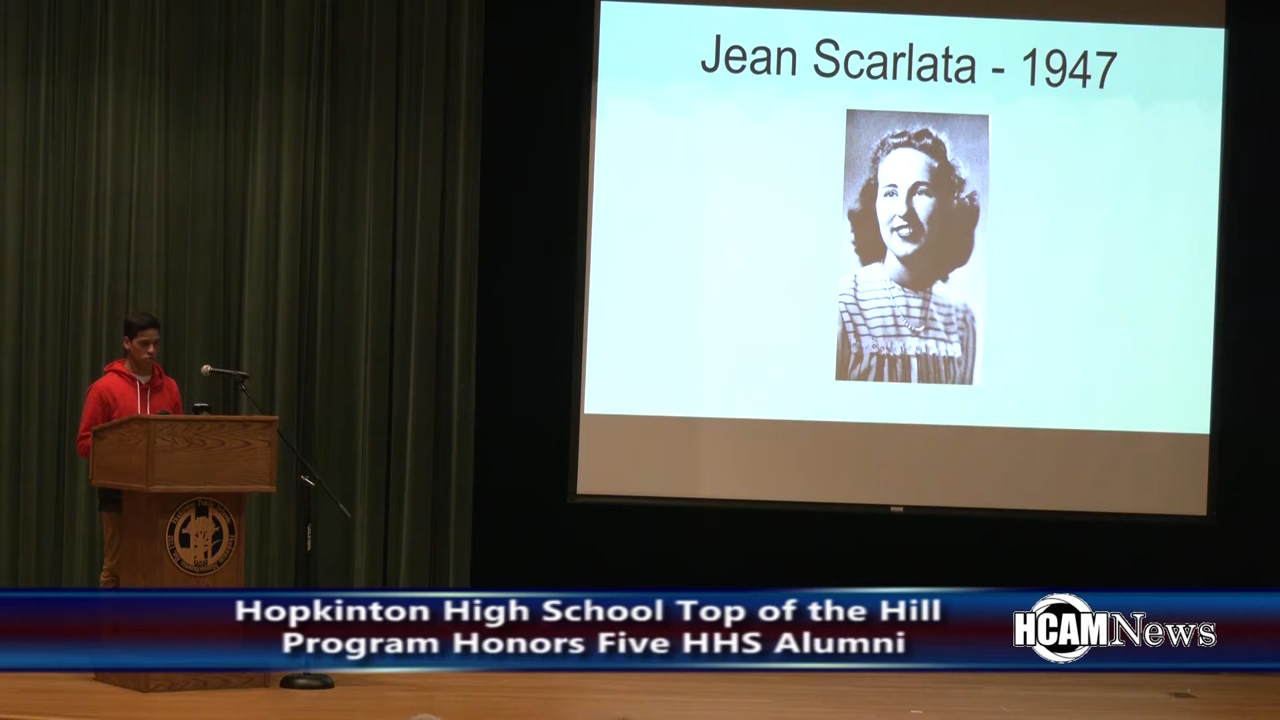 Jean Scarlata - 1947
Hopkinton High School Top of the Hill
Program Honors Five HHS Alumni
HCAMNews